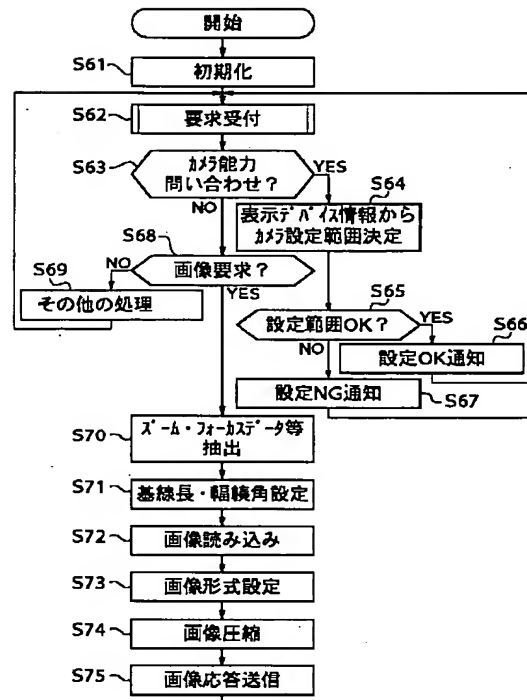 開始
S61
初期化
S62
要求受付
S63
ｶﾒﾗ能力
問い合わせ？
YES
NO
S64
表示ﾃﾞﾊﾞｲｽ情報から
ｶﾒﾗ設定範囲決定
S68
画像要求？
NO
YES
S69
その他の処理
S65
設定範囲OK？
YES
NO
S66
設定OK通知
設定NG通知
S67
S70
ｽﾞｰﾑ・ﾌｫｰｶｽﾃﾞｰﾀ等
抽出
S71
基線長・輻輳角設定
S72
画像読み込み
S73
画像形式設定
S74
画像圧縮
S75
画像応答送信